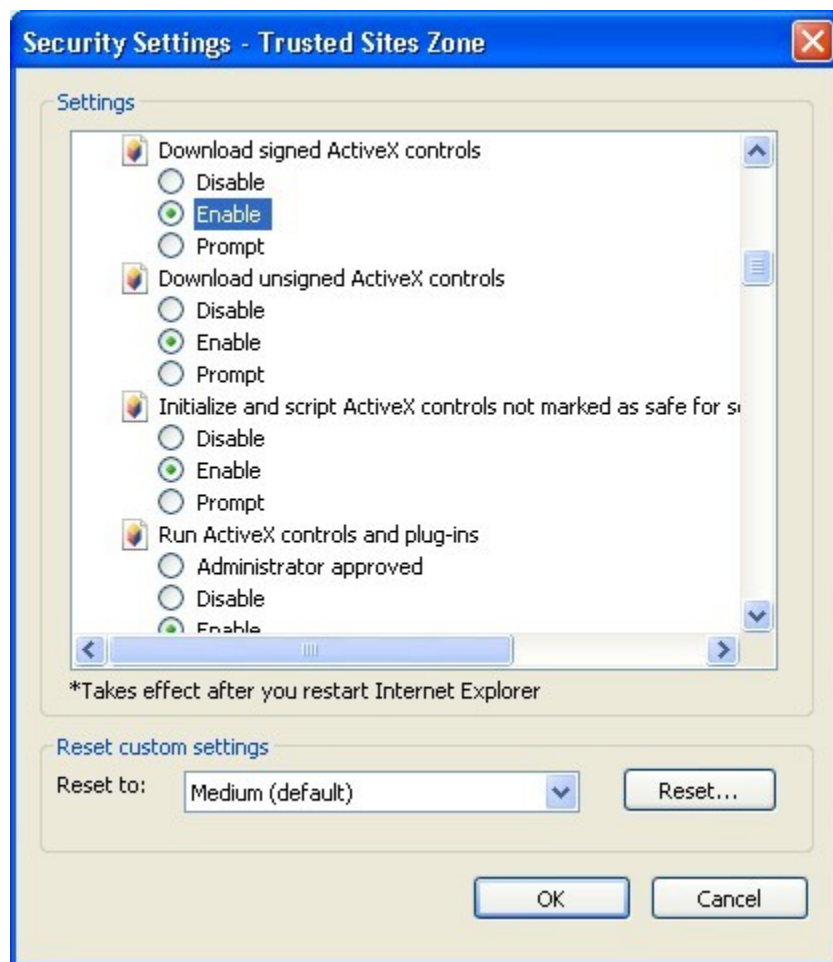 Security Settings - Trusted Sites Zone
Settings
Download signed ActiveX controls
Disable
Enable
Prompt
Download unsigned ActiveX controls
Disable
Enable
Prompt
Initialize and script ActiveX controls not marked as safe for
Disable
Enable
Prompt
Run ActiveX controls and plug-ins
Administrator approved
Disable
Enable
*Takes effect after you restart Internet Explorer
Reset custom settings
Reset to:
Medium (default)
Reset...
OK
Cancel